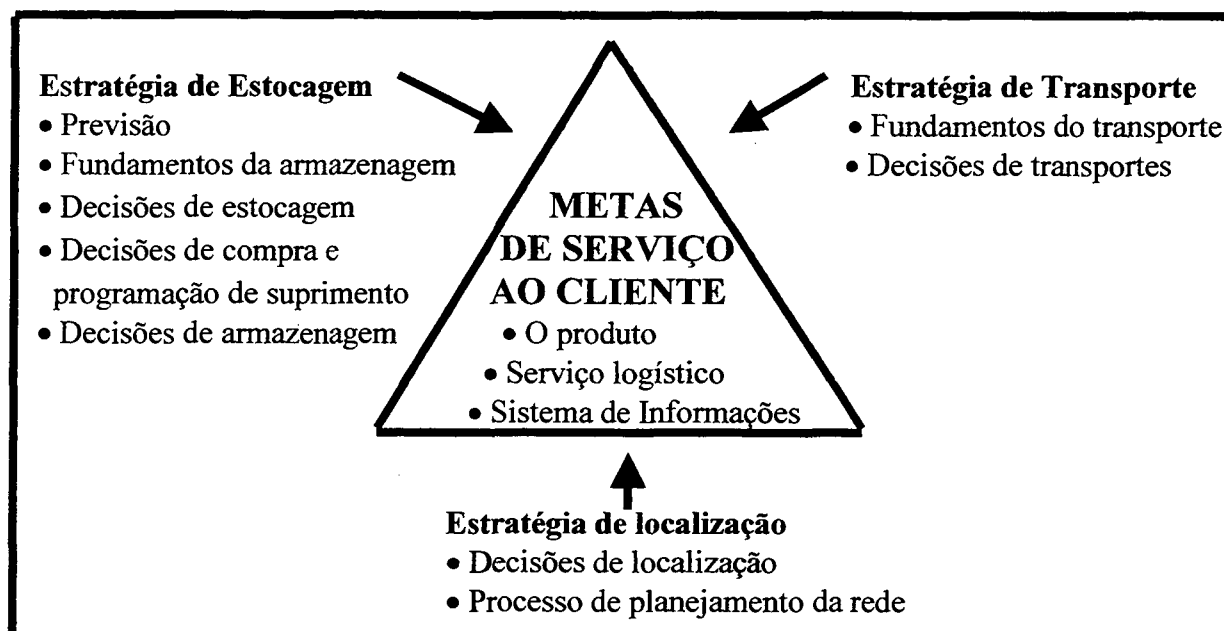 Estratégia de Estocagem
• Previsão
• Fundamentos da armazenagem
• Decisões de estocagem
• Decisões de compra e
programação de suprimento
• Decisões de armazenagem
Estratégia de Transporte
• Fundamentos do transporte
• Decisões de transportes
METAS
DE SERVIÇO
AO CLIENTE
• O produto
• Serviço logístico
• Sistema de Informações
Estratégia de localização
• Decisões de localização
• Processo de planejamento da rede